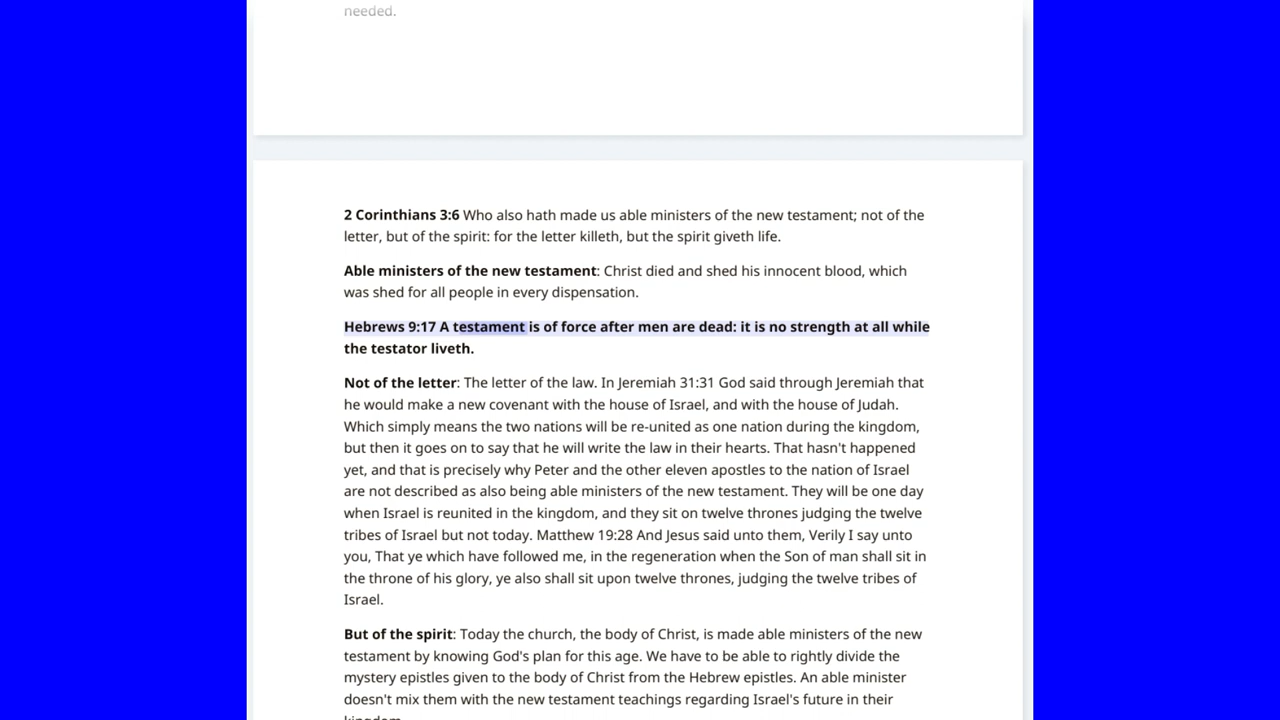 needed.
2 Corinthians 3:6 Who also hath made us able ministers of the new testament; not of the
letter, but of the spirit: for the letter killeth, but the spirit giveth life.
Able ministers of the new testament: Christ died and shed his innocent blood, which
was shed for all people in every dispensation.
Hebrews 9:17 A testament is of force after men are dead: it is no strength at all while
the testator liveth.
Not of the letter: The letter of the law. In Jeremiah 31:31 God said through Jeremiah that
he would make a new covenant with the house of Israel, and with the house of Judah.
Which simply means the two nations will be re-united as one nation during the kingdom,
but then it goes on to say that he will write the law in their hearts. That hasn't happened
yet, and that is precisely why Peter and the other eleven apostles to the nation of Israel
are not described as also being able ministers of the new testament. They will be one day
when Israel is reunited in the kingdom, and they sit on twelve thrones judging the twelve
tribes of Israel but not today. Matthew 19:28 And Jesus said unto them, Verily I say unto
you, That ye which have followed me, in the regeneration when the Son of man shall sit in
the throne of his glory, ye also shall sit upon twelve thrones, judging the twelve tribes of
Israel.
But of the spirit: Today the church, the body of Christ, is made able ministers of the new
testament by knowing God's plan for this age. We have to be able to rightly divide the
mystery epistles given to the body of Christ from the Hebrew epistles. An able minister
doesn't mix them with the new testament teachings regarding Israel's future in their
kingdom.